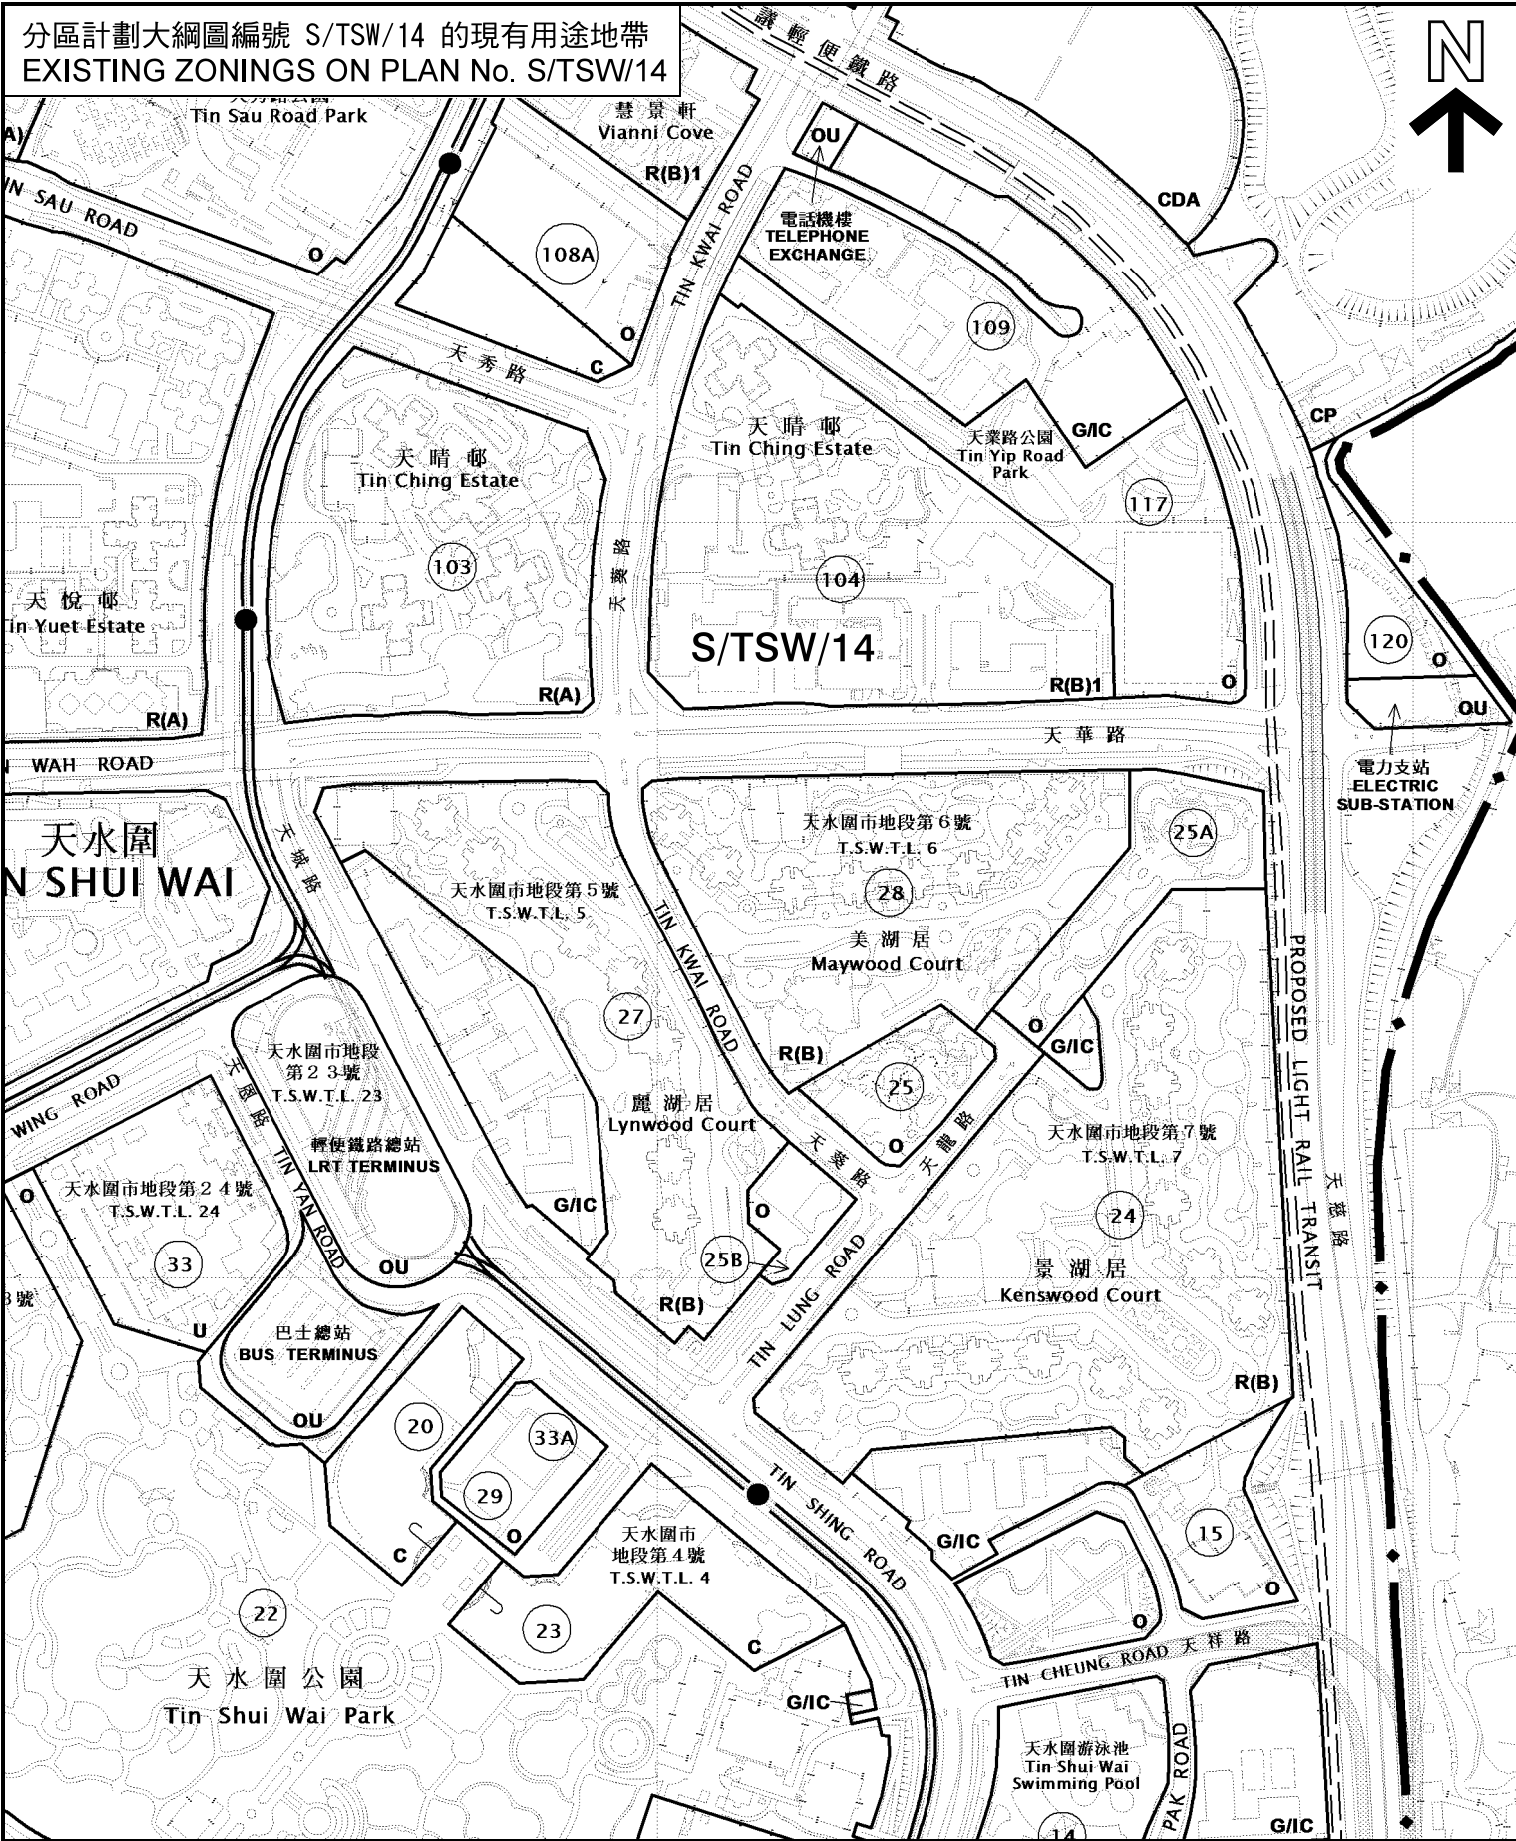 分區計劃大綱圖編號 S/TSW/14 的現有用途地帶
EXISTING ZONINGS ON PLAN No. S/TSW/14
N
議輕便鐵路
Tin Sau Road Park
慧景軒
Vianni Cove
R(B)1
OU
CDA
A)
IN SAU ROAD
O
108A
TIN KWAI ROAD
電話機樓
TELEPHONE
EXCHANGE
109
O
C
天秀路
天晴邨
Tin Ching Estate
天晴邨
Tin Ching Estate
天業路公園
Tin Yip Road
Park
G/IC
CP
117
103
天葵路
104
天悅邨
Tin Yuet Estate
S/TSW/14
120
O
R(A)
R(A)
R(B)1
O
OU
天華路
N WAH ROAD
電力支站
ELECTRIC
SUB-STATION
天水圍
N SHUI WAI
天城路
天水圍市地段第5號
T.S.W.T.L. 5
天水圍市地段第6號
T.S.W.T.L. 6
25A
28
美湖居
Maywood Court
TIN KWAI ROAD
27
PROPOSED LIGHT RAIL TRANSIT
O
G/IC
R(B)
25
O
天龍路
天水圍市地段
第23號
T.S.W.T.L. 23
天恩路
TIN YAN ROAD
WING ROAD
輕便鐵路總站
LRT TERMINUS
麗湖居
Lynwood Court
天葵路
天水圍市地段第7號
T.S.W.T.L. 7
天慈路
O
天水圍市地段第24號
T.S.W.T.L. 24
33
G/IC
O
25B
24
OU
TIN LUNG ROAD
景湖居
Kenswood Court
3號
U
巴士總站
BUS TERMINUS
R(B)
R(B)
OU
20
33A
29
O
C
TIN SHING ROAD
天水圍市
地段第4號
T.S.W.T.L. 4
G/IC
15
O
O
22
23
C
天水圍公園
Tin Shui Wai Park
TIN CHEUNG ROAD 天祥路
G/IC
天水圍游泳池
Tin Shui Wai
Swimming Pool
PAK ROAD
14
G/IC